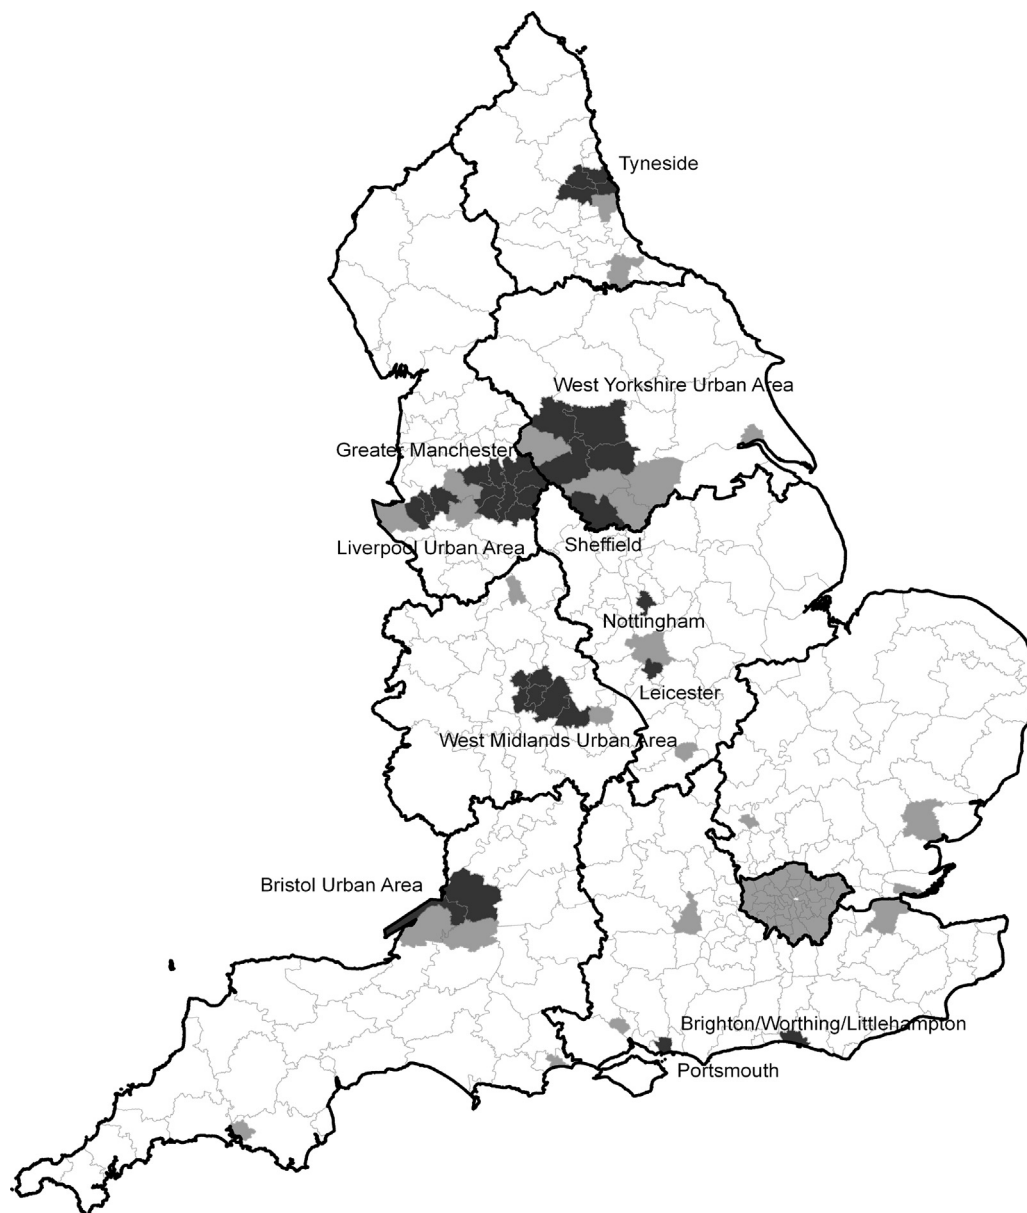 Tyneside
West Yorkshire Urban Area
Greater Manchester
Liverpool Urban Area
Sheffield
Nottingham
Leicester
West Midlands Urban Area
Bristol Urban Area
Brighton/Worthing/Littlehampton
Portsmouth